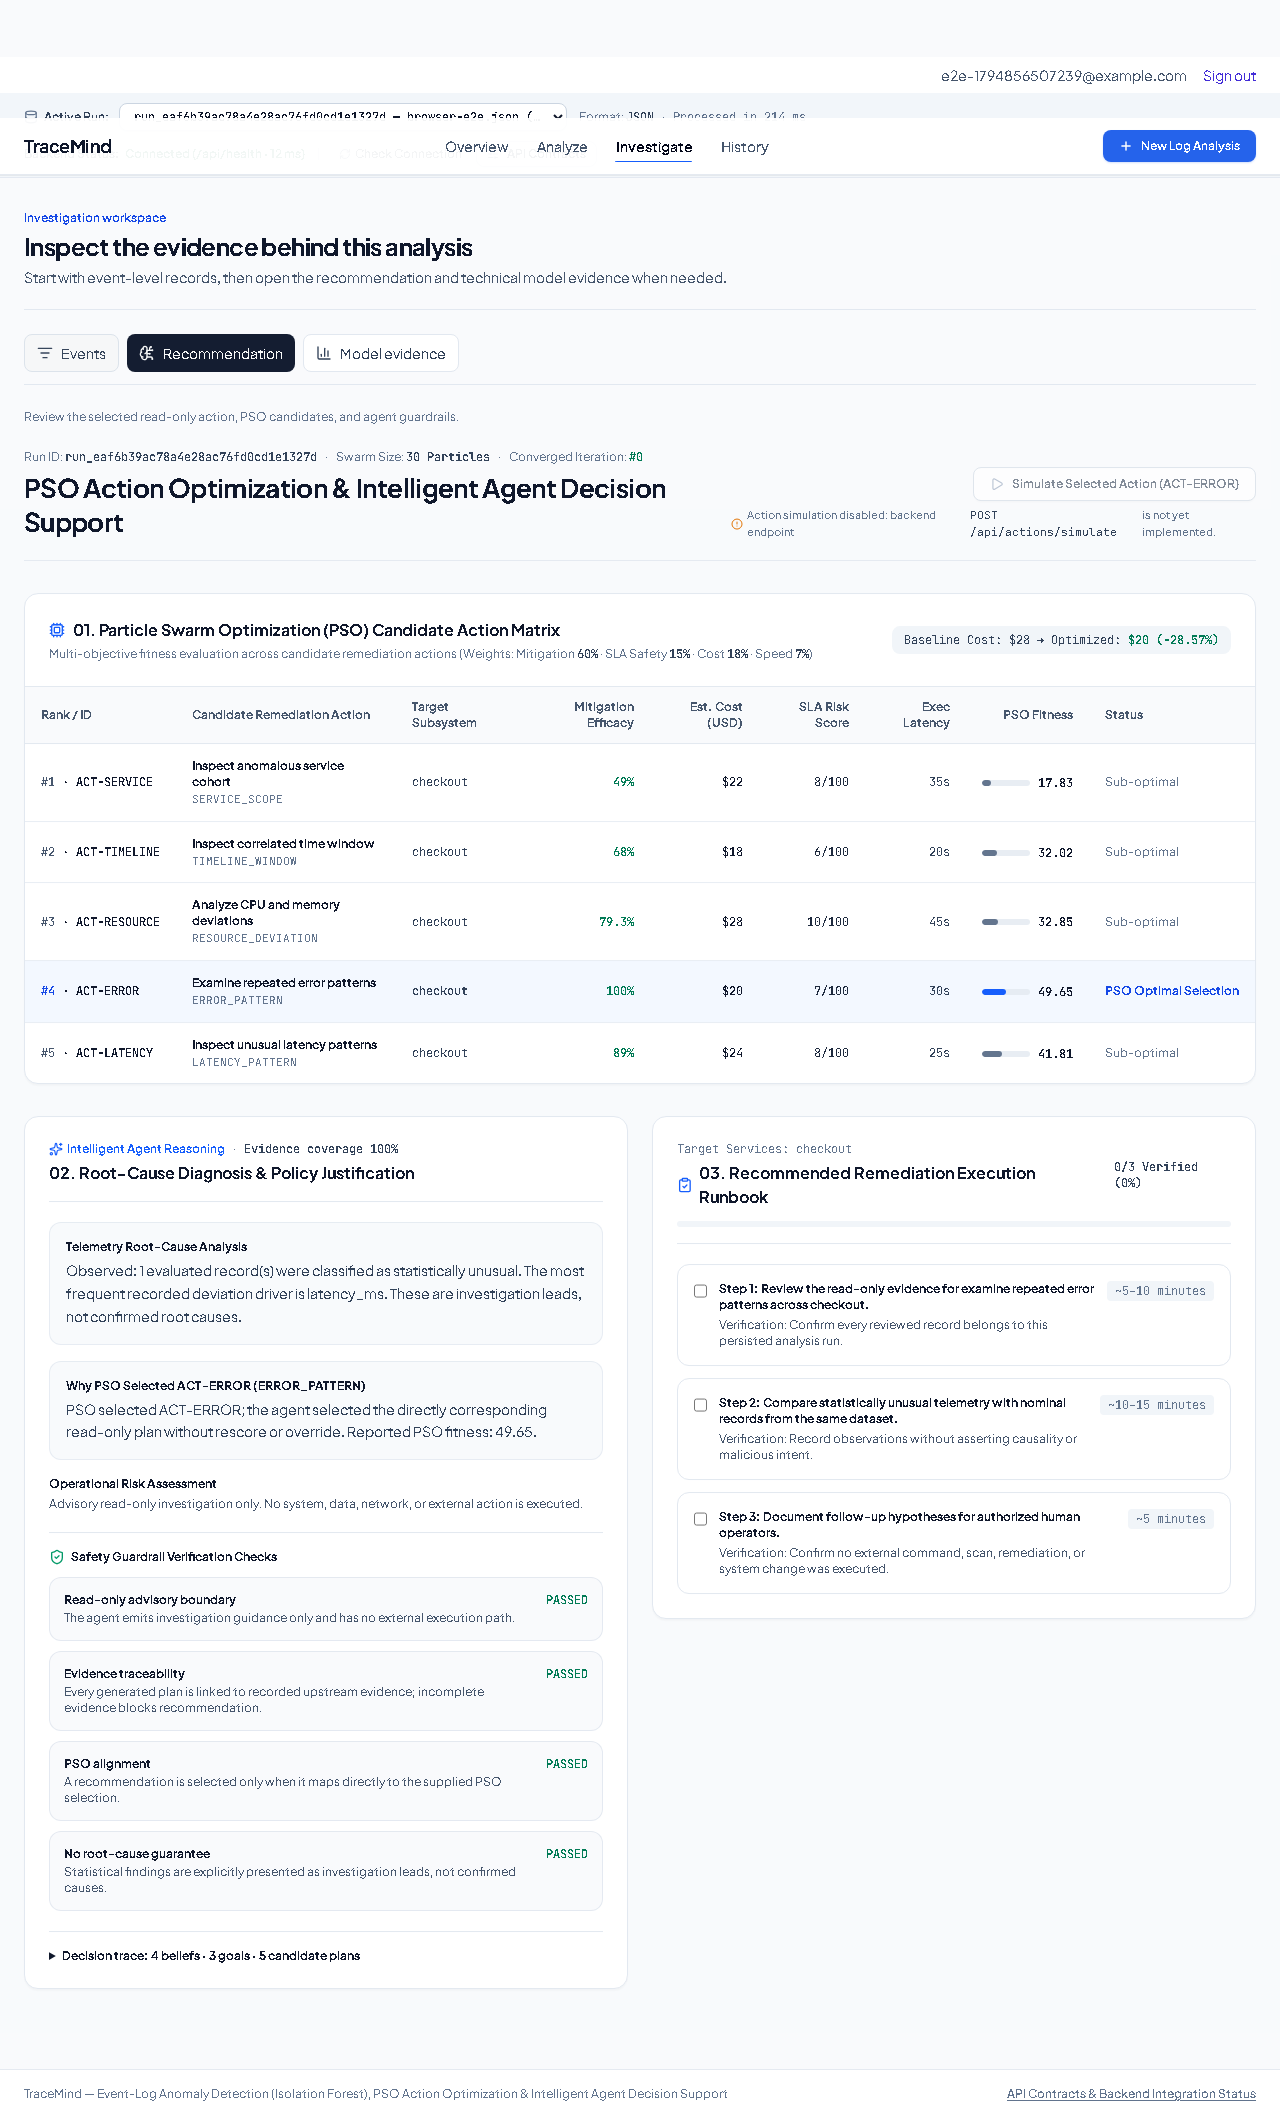 e2e-1794856507239@example.com Sign out
Active Run: run_eaf6b39ac78a4e28ac76fd0cd1e1327d — browser-e2e.json (… Format: JSON · Processed in 214 ms
TraceMind Overview Analyze Investigate History New Log Analysis
Connected (/api/health · 12 ms) Check Connection API
Investigation workspace
Inspect the evidence behind this analysis
Start with event-level records, then open the recommendation and technical model evidence when needed.
Events Recommendation Model evidence
Review the selected read-only action, PSO candidates, and agent guardrails.
Run ID: run_eaf6b39ac78a4e28ac76fd0cd1e1327d · Swarm Size: 30 Particles · Converged Iteration: #0
PSO Action Optimization & Intelligent Agent Decision
Support
Simulate Selected Action (ACT-ERROR)
Action simulation disabled: backend
endpoint
POST
/api/actions/simulate
is not yet
implemented.
01. Particle Swarm Optimization (PSO) Candidate Action Matrix
Multi-objective fitness evaluation across candidate remediation actions (Weights: Mitigation 60% · SLA Safety 15% · Cost 18% · Speed 7%)
Baseline Cost: $28 → Optimized: $20 (-28.57%)
Rank / ID Candidate Remediation Action Target Subsystem Mitigation Efficacy Est. Cost (USD) SLA Risk Score Exec Latency PSO Fitness Status
#1 · ACT-SERVICE Inspect anomalous service cohort checkout 49% $22 8/100 35s 17.83 Sub-optimal
SERVICE_SCOPE
#2 · ACT-TIMELINE Inspect correlated time window checkout 68% $18 6/100 20s 32.02 Sub-optimal
TIMELINE_WINDOW
#3 · ACT-RESOURCE Analyze CPU and memory deviations checkout 79.3% $28 10/100 45s 32.85 Sub-optimal
RESOURCE_DEVIATION
#4 · ACT-ERROR Examine repeated error patterns checkout 100% $20 7/100 30s 49.65 PSO Optimal Selection
ERROR_PATTERN
#5 · ACT-LATENCY Inspect unusual latency patterns checkout 89% $24 8/100 25s 41.81 Sub-optimal
LATENCY_PATTERN
Intelligent Agent Reasoning · Evidence coverage 100%
02. Root-Cause Diagnosis & Policy Justification
Telemetry Root-Cause Analysis
Observed: 1 evaluated record(s) were classified as statistically unusual. The most
frequent recorded deviation driver is latency_ms. These are investigation leads,
not confirmed root causes.
Why PSO Selected ACT-ERROR (ERROR_PATTERN)
PSO selected ACT-ERROR; the agent selected the directly corresponding
read-only plan without rescore or override. Reported PSO fitness: 49.65.
Operational Risk Assessment
Advisory read-only investigation only. No system, data, network, or external action is executed.
Safety Guardrail Verification Checks
Read-only advisory boundary PASSED
The agent emits investigation guidance only and has no external execution path.
Evidence traceability PASSED
Every generated plan is linked to recorded upstream evidence; incomplete
evidence blocks recommendation.
PSO alignment PASSED
A recommendation is selected only when it maps directly to the supplied PSO
selection.
No root-cause guarantee PASSED
Statistical findings are explicitly presented as investigation leads, not confirmed
causes.
Decision trace: 4 beliefs · 3 goals · 5 candidate plans
Target Services: checkout
03. Recommended Remediation Execution
Runbook
0/3 Verified
(0%)
Step 1: Review the read-only evidence for examine repeated error ~5-10 minutes
patterns across checkout.
Verification: Confirm every reviewed record belongs to this
persisted analysis run.
Step 2: Compare statistically unusual telemetry with nominal ~10-15 minutes
records from the same dataset.
Verification: Record observations without asserting causality or
malicious intent.
Step 3: Document follow-up hypotheses for authorized human ~5 minutes
operators.
Verification: Confirm no external command, scan, remediation, or
system change was executed.
TraceMind — Event-Log Anomaly Detection (Isolation Forest), PSO Action Optimization & Intelligent Agent Decision Support API Contracts & Backend Integration Status